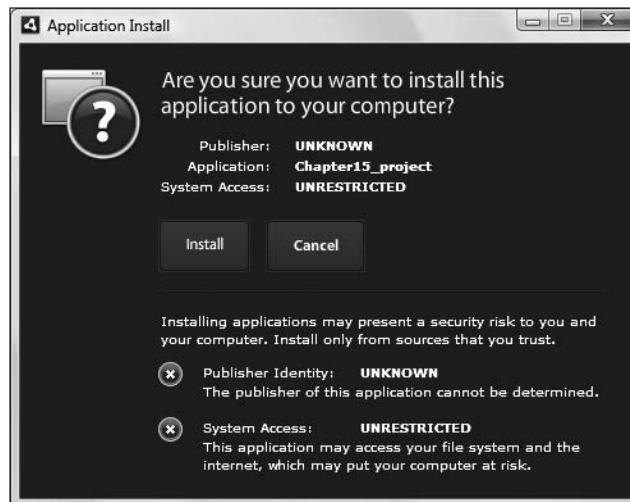 Application Install
Are you sure you want to install this
application to your computer?
Publisher: UNKNOWN
Application: Chapter15_project
System Access: UNRESTRICTED
Install Cancel
Installing applications may present a security risk to you and
your computer. Install only from sources that you trust.
Publisher Identity: UNKNOWN
The publisher of this application cannot be determined.
System Access: UNRESTRICTED
This application may access your file system and the
internet, which may put your computer at risk.